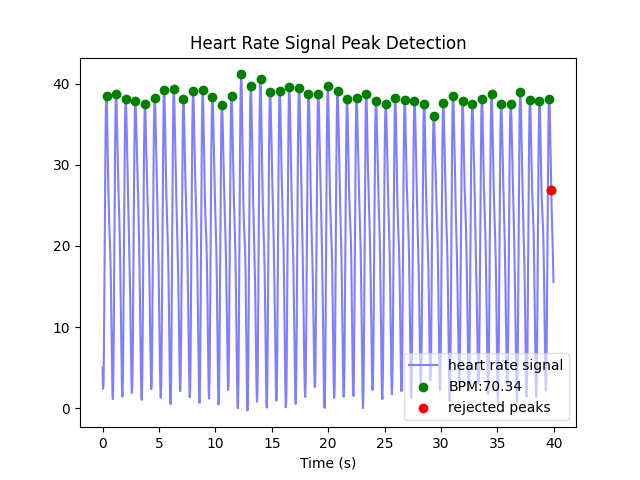 Heart Rate Signal Peak Detection
40
30
20
10
0
heart rate signal
BPM:70.34
rejected peaks
0 5 10 15 20 25 30 35 40
Time (s)